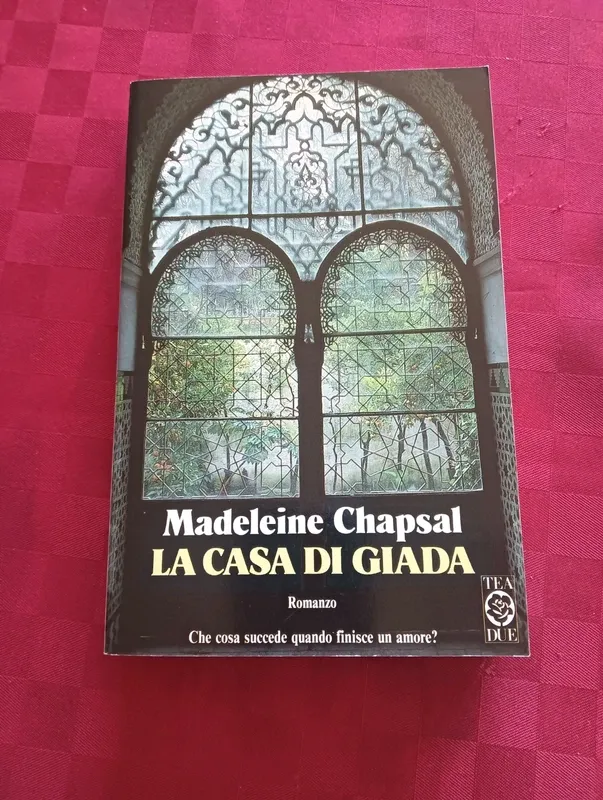 Madeleine Chapsal
LA CASA DI GIADA
Romanzo
Che cosa succede quando finisce un amore?
TEA
DUE